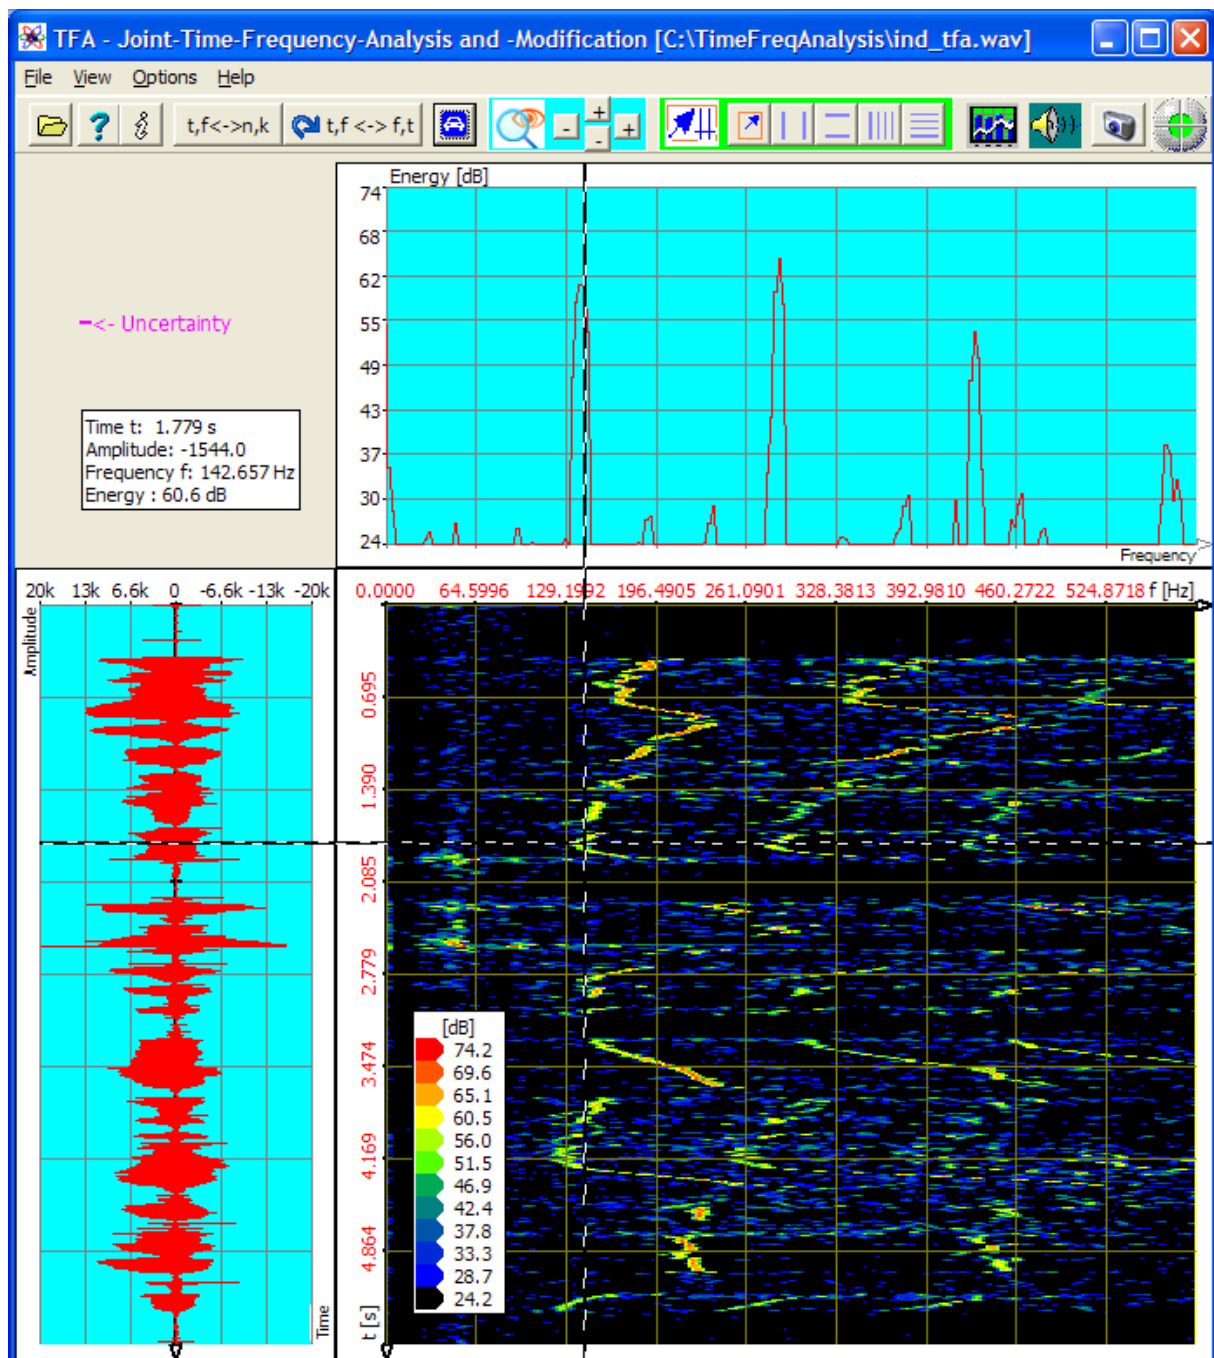 TFA - Joint-Time-Frequency-Analysis and -Modification [C:\TimeFreqAnalysis\ind_tfa.wav]
File View Options Help
? i t,f<->n,k t,f <-> f,t - + - +
Energy [dB]
74
68
62
55
49
43
37
30
24
Frequency
<- Uncertainty
Time t: 1.779 s
Amplitude: -1544.0
Frequency f: 142.657 Hz
Energy : 60.6 dB
20k 13k 6.6k 0 -6.6k -13k -20k
Amplitude
Time
0.0000 64.5996 129.1992 196.4905 261.0901 328.3813 392.9810 460.2722 524.8718 f [Hz]
0.695
1.390
2.085
2.779
3.474
4.169
4.864
t [s]
[dB]
74.2
69.6
65.1
60.5
56.0
51.5
46.9
42.4
37.8
33.3
28.7
24.2